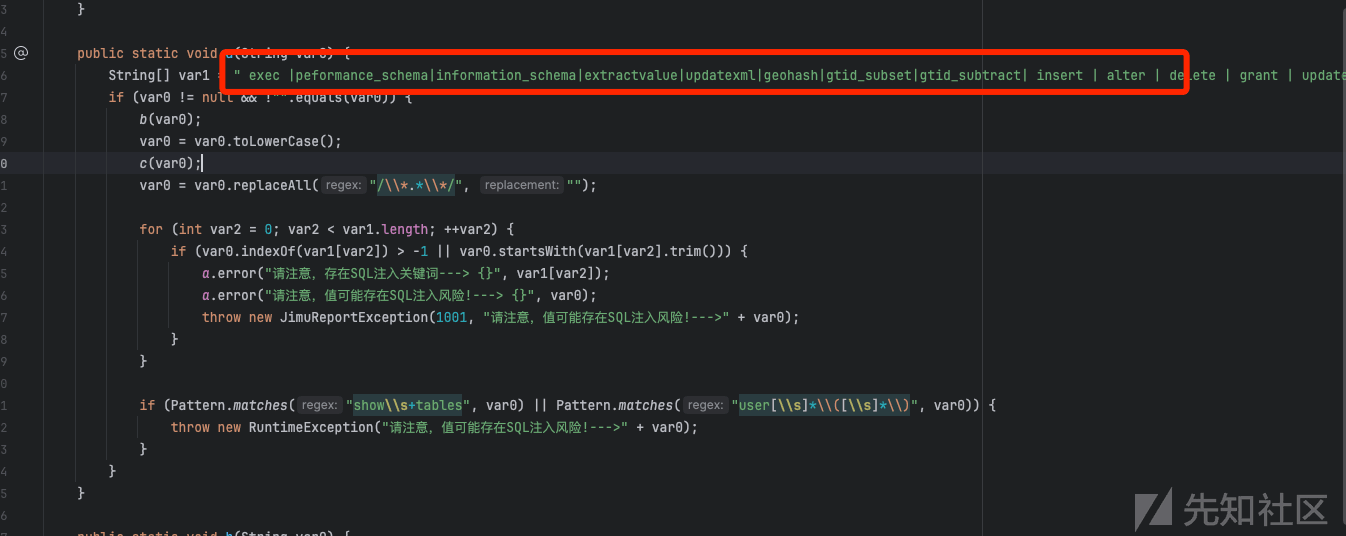 3 }
4
5 @ public static void a(String var0) {
6 String[] var1 = " exec |peformance_schema|information_schema|extractvalue|updatexml|geohash|gtid_subset|gtid_subtract| insert | alter | delete | grant | update
7 if (var0 != null && !"".equals(var0)) {
8 b(var0);
9 var0 = var0.toLowerCase();
0 c(var0);
1 var0 = var0.replaceAll( regex: "/\\*.*\\*/", replacement: "");
2
3 for (int var2 = 0; var2 < var1.length; ++var2) {
4 if (var0.indexOf(var1[var2]) > -1 || var0.startsWith(var1[var2].trim())) {
5 a.error("请注意，存在SQL注入关键词---> {}", var1[var2]);
6 a.error("请注意，值可能存在SQL注入风险!---> {}", var0);
7 throw new JimuReportException(1001, "请注意，值可能存在SQL注入风险!--->" + var0);
8 }
9 }
0
1 if (Pattern.matches( regex: "show\\s+tables", var0) || Pattern.matches( regex: "user[\\s]*\\([\\s]*\\)", var0)) {
2 throw new RuntimeException("请注意，值可能存在SQL注入风险!--->" + var0);
3 }
4 }
5 }
6
public static void b(String var0) {
先知社区